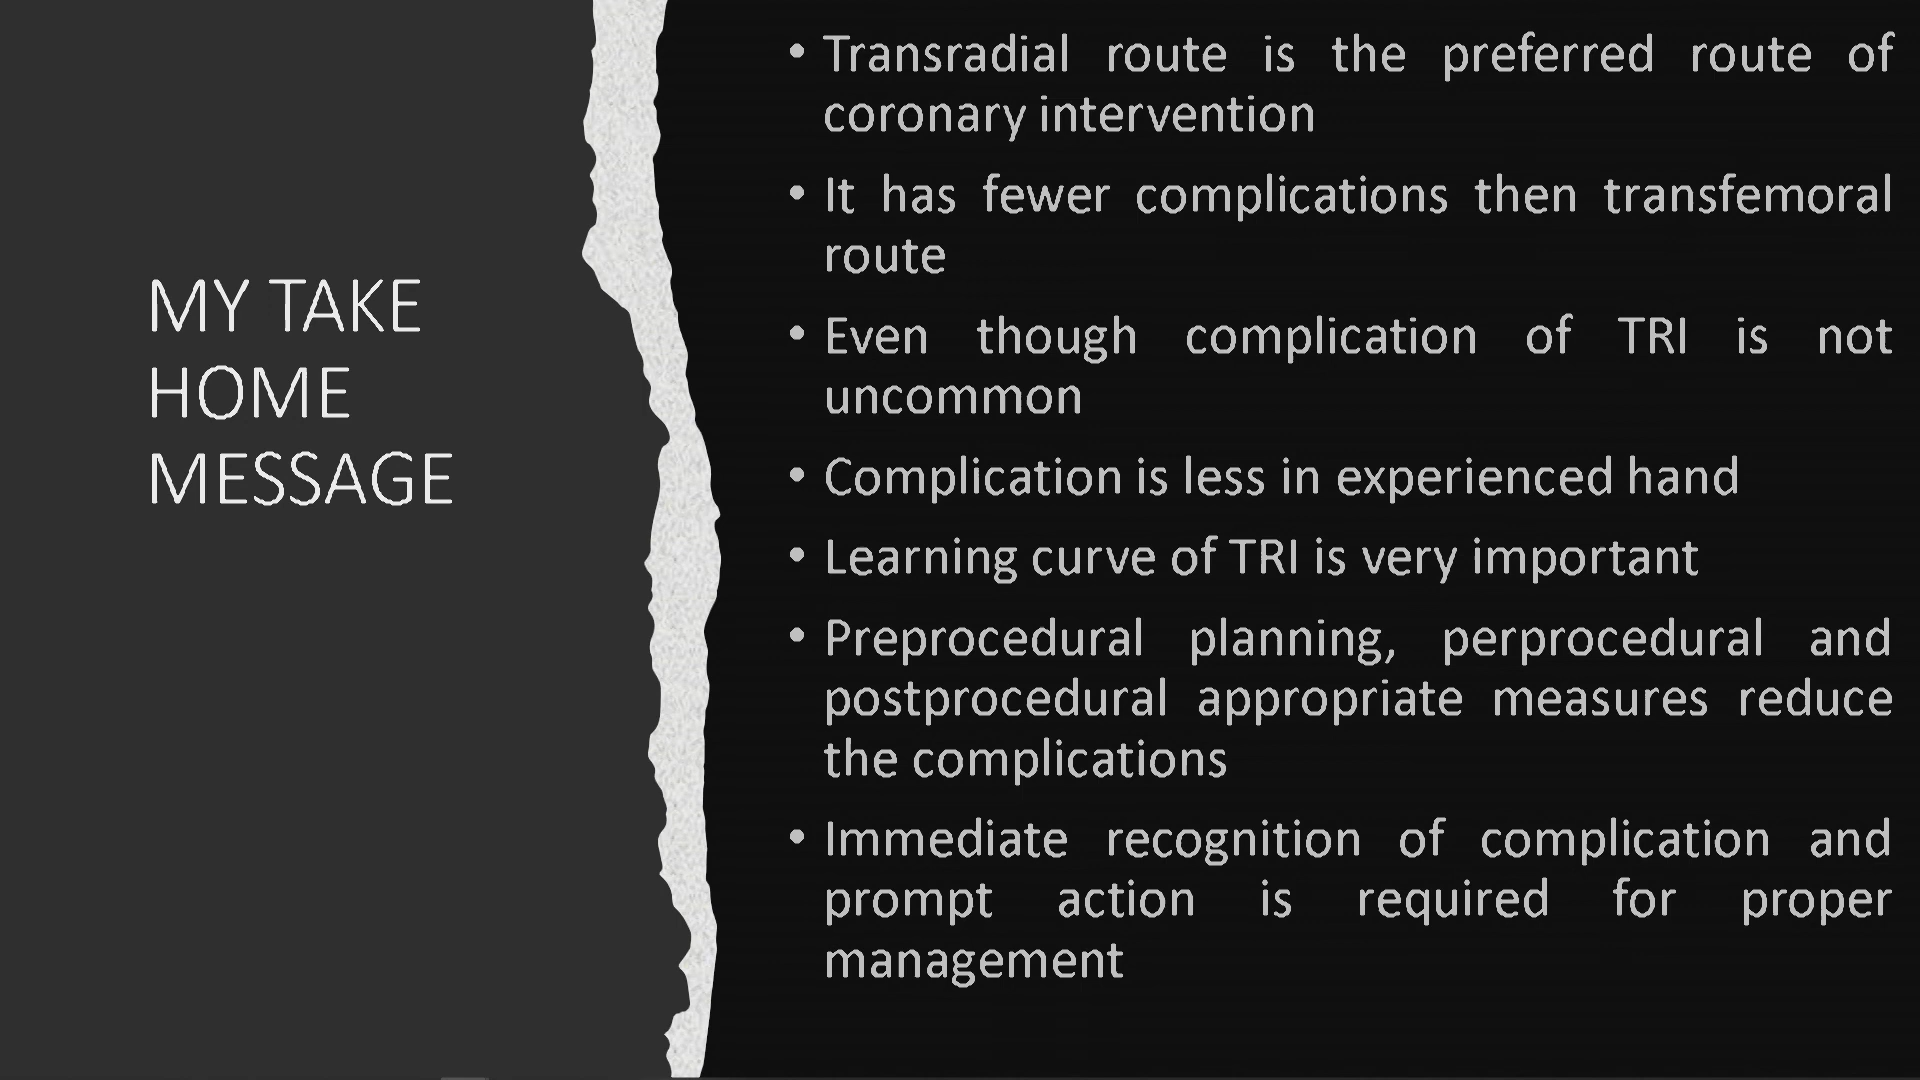 MY TAKE
HOME
MESSAGE
• Transradial route is the preferred route of
coronary intervention
• It has fewer complications then transfemoral
route
• Even though complication of TRI is not
uncommon
• Complication is less in experienced hand
• Learning curve of TRI is very important
• Preprocedural planning, perprocedural and
postprocedural appropriate measures reduce
the complications
• Immediate recognition of complication and
prompt action is required for proper
management